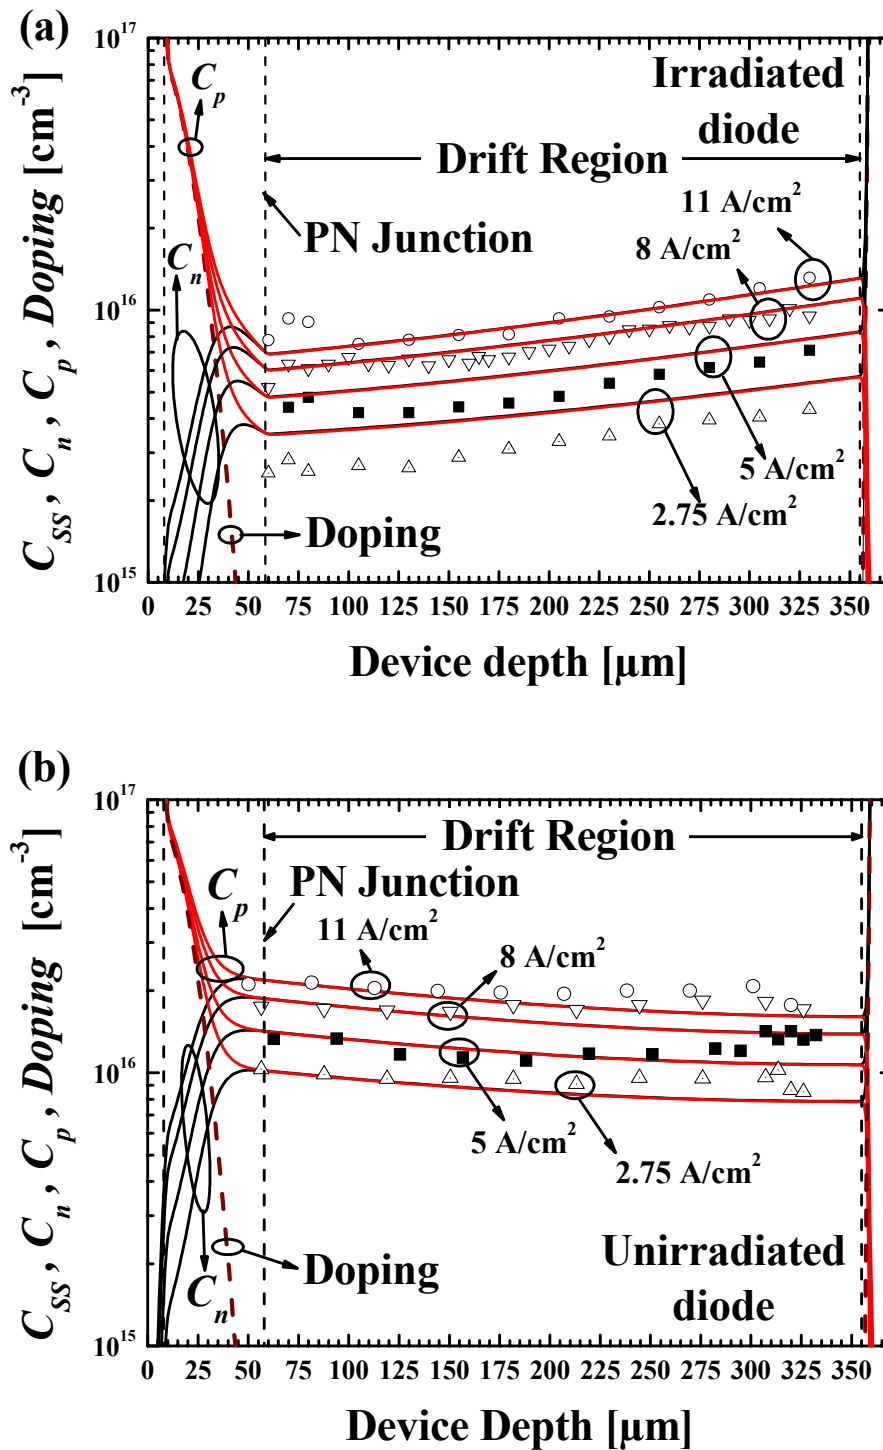 (a)
10^17
10^16
10^15
C_SS, C_n, C_p, Doping [cm^-3]
C_p
C_n
Irradiated
diode
Drift Region
11 A/cm^2
PN Junction
8 A/cm^2
5 A/cm^2
2.75 A/cm^2
Doping
0 25 50 75 100 125 150 175 200 225 250 275 300 325 350
Device depth [µm]
(b)
10^17
10^16
10^15
C_SS, C_n, C_p, Doping [cm^-3]
Drift Region
C_p
PN Junction
11 A/cm^2
8 A/cm^2
5 A/cm^2
2.75 A/cm^2
Unirradiated
diode
Doping
C_n
0 25 50 75 100 125 150 175 200 225 250 275 300 325 350
Device Depth [µm]